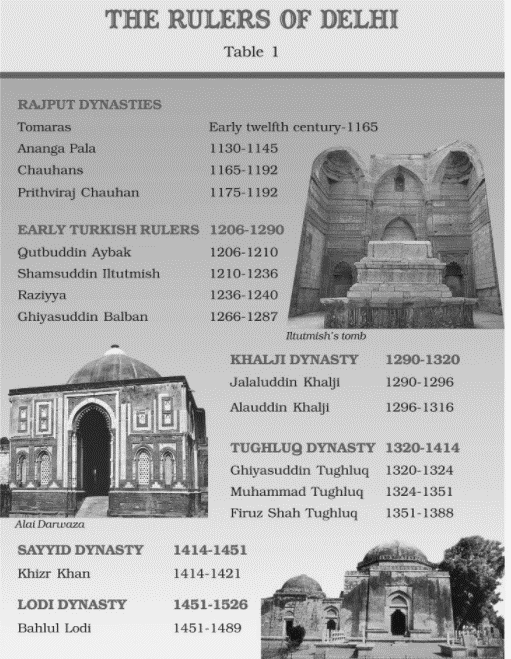 THE RULERS OF DELHI
Table 1
RAJPUT DYNASTIES
Tomaras Early twelfth century-1165
Ananga Pala 1130-1145
Chauhans 1165-1192
Prithviraj Chauhan 1175-1192
EARLY TURKISH RULERS 1206-1290
Qutbuddin Aybak 1206-1210
Shamsuddin Iltutmish 1210-1236
Raziyya 1236-1240
Ghiyasuddin Balban 1266-1287
Iltutmish's tomb
KHALJI DYNASTY 1290-1320
Jalaluddin Khalji 1290-1296
Alauddin Khalji 1296-1316
TUGHLUQ DYNASTY 1320-1414
Ghiyasuddin Tughluq 1320-1324
Muhammad Tughluq 1324-1351
Firuz Shah Tughluq 1351-1388
Alai Darwaza
SAYYID DYNASTY 1414-1451
Khizr Khan 1414-1421
LODI DYNASTY 1451-1526
Bahlul Lodi 1451-1489